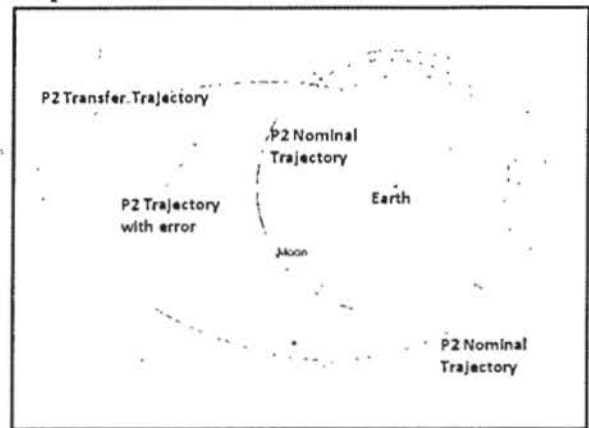 P2 Transfer.Trajectory
P2 Nominal
Trajectory
P2 Trajectory
with error
Earth
Moon
P2 Nominal
Trajectory